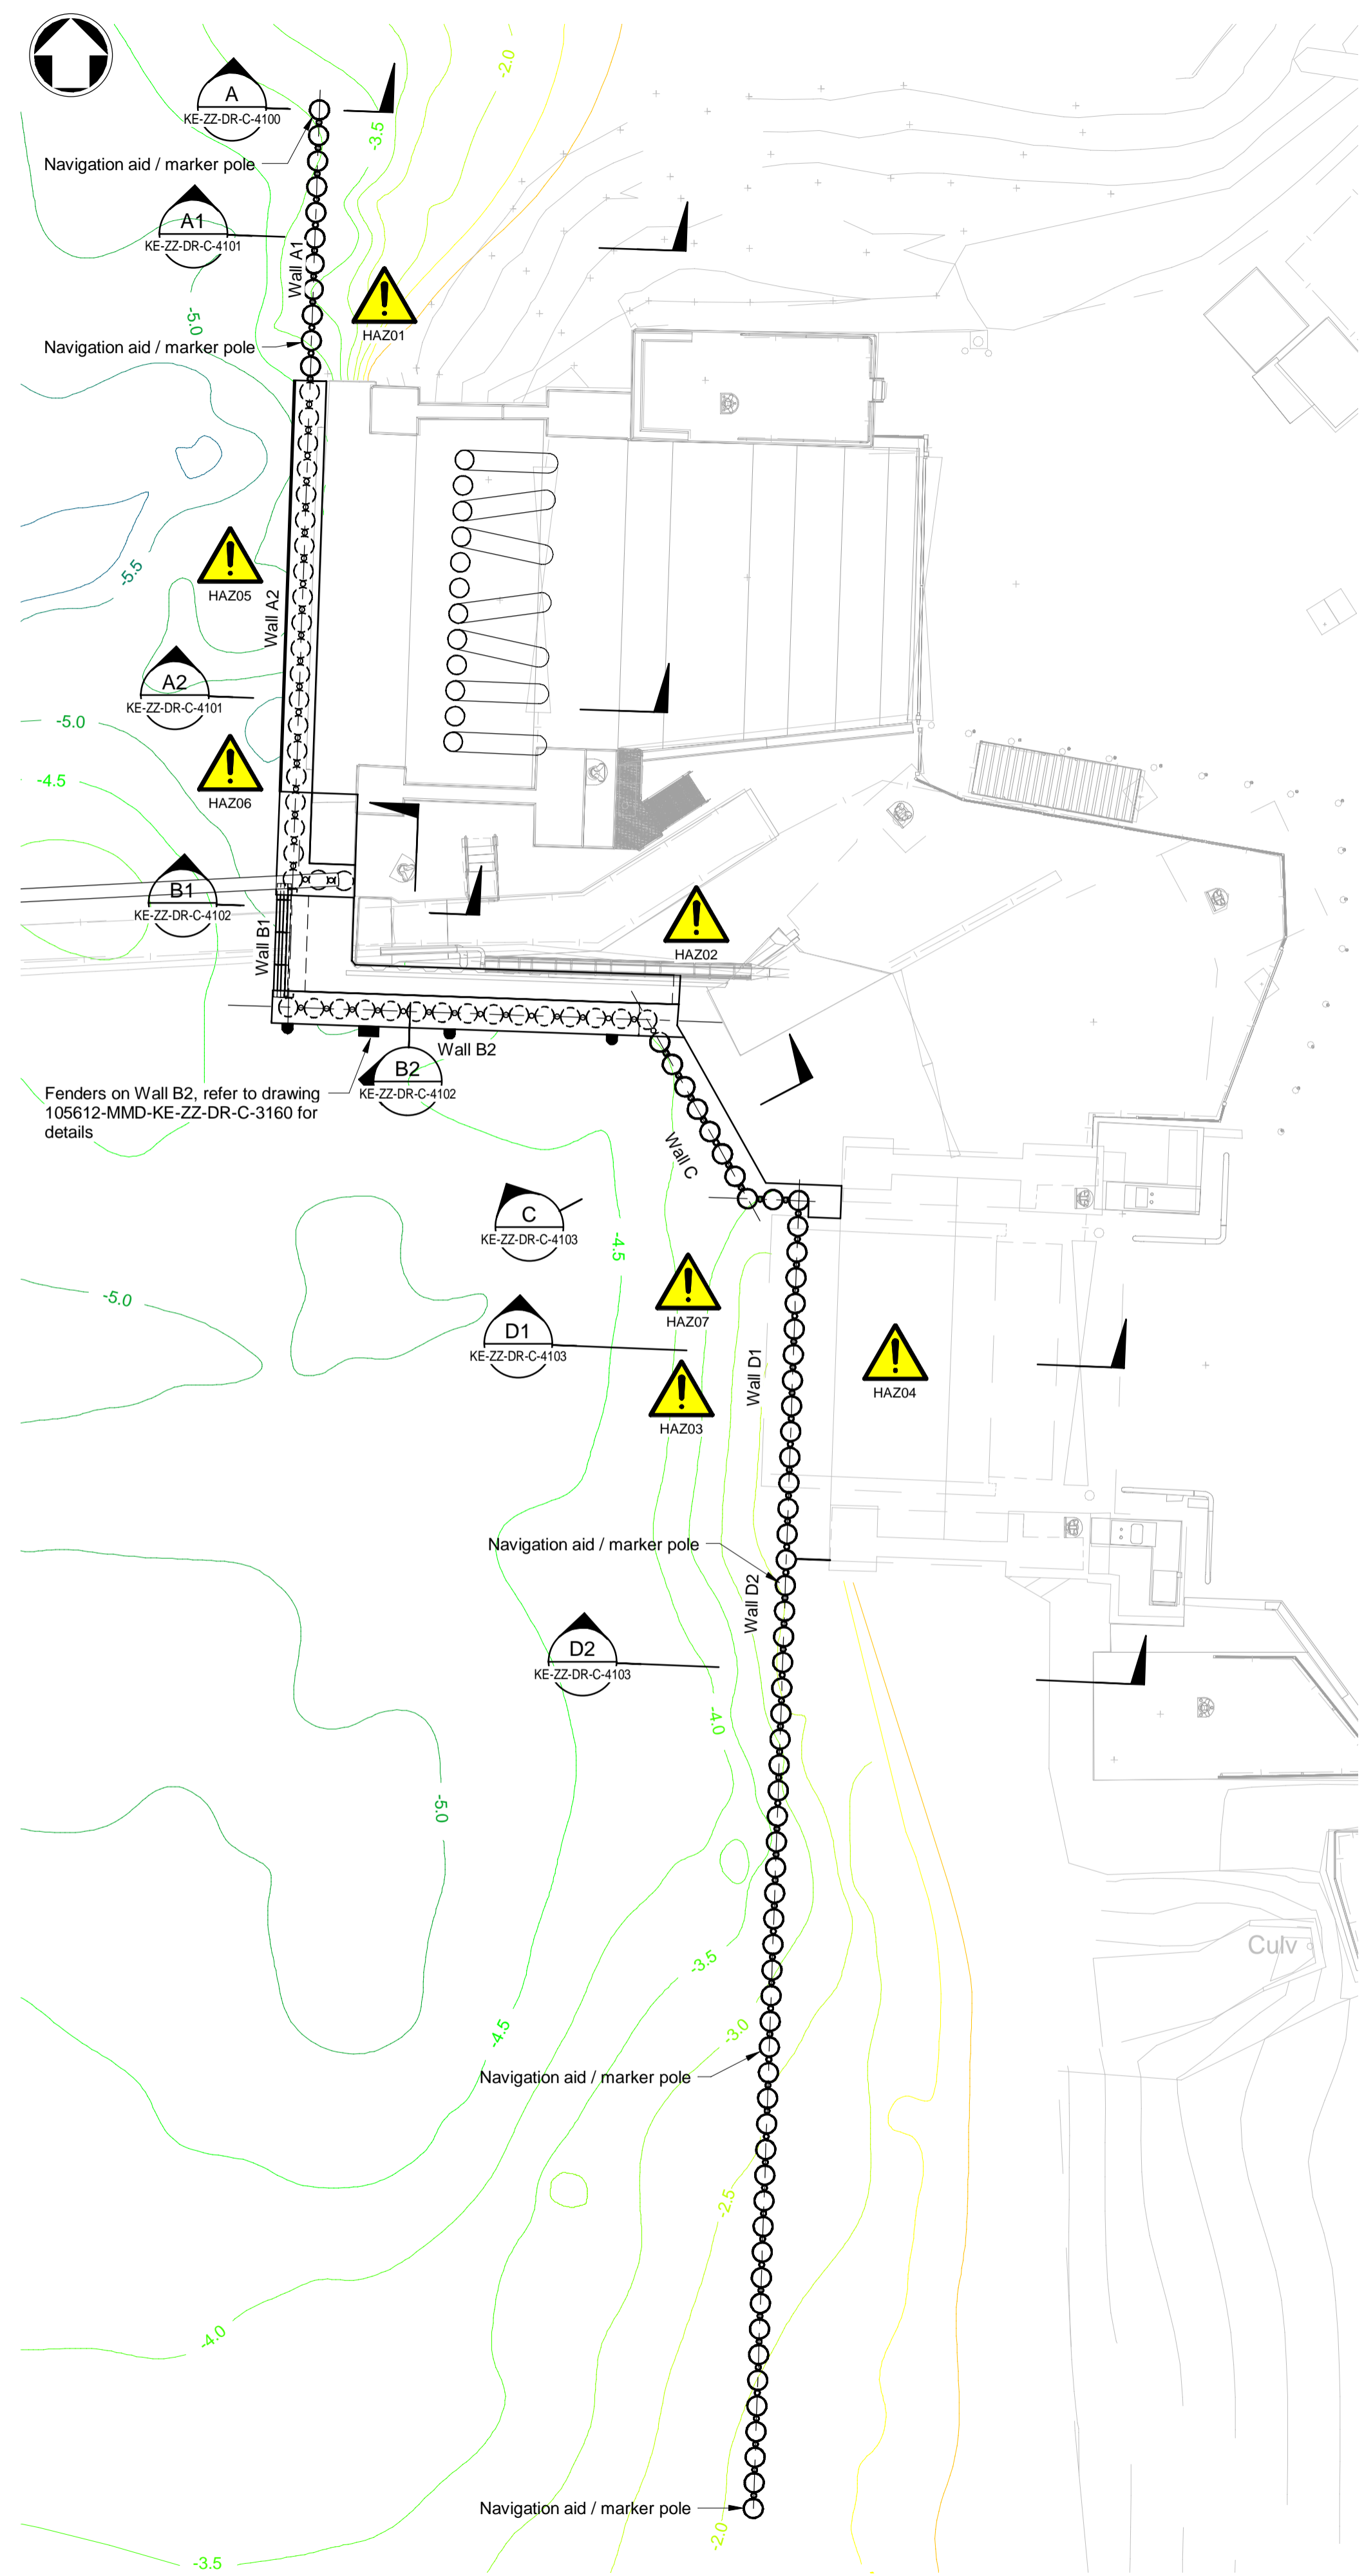 -2.0
A
KE-ZZ-DR-C-4100
-3.5
Navigation aid / marker pole
A1
KE-ZZ-DR-C-4101
Wall A1
-5.0
HAZ01
Navigation aid / marker pole
-5.5
HAZ05
Wall A2
A2
KE-ZZ-DR-C-4101
-5.0
-4.5
HAZ06
B1
KE-ZZ-DR-C-4102
Wall B1
HAZ02
Wall B2
B2
KE-ZZ-DR-C-4102
Fenders on Wall B2, refer to drawing
105612-MMD-KE-ZZ-DR-C-3160 for
details
Wall C
C
KE-ZZ-DR-C-4103
-4.5
-5.0
HAZ07
D1
KE-ZZ-DR-C-4103
Wall D1
HAZ04
HAZ03
Navigation aid / marker pole
Wall D2
D2
KE-ZZ-DR-C-4103
-4.0
-5.0
Culv
-3.5
-4.5
-3.0
Navigation aid / marker pole
-2.5
-4.0
Navigation aid / marker pole
-2.0
-3.5